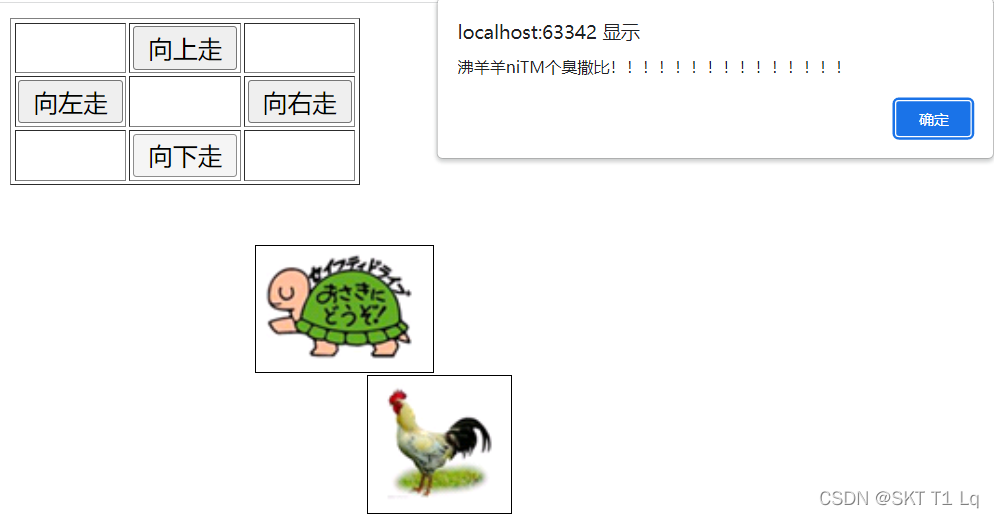 向上走
向左走
向右走
向下走
localhost:63342 显示
沸羊羊niTM个臭撒比！！！！！！！！！！！！！！！
确定
セイフティドライブ
おさきに
どうぞ!
CSDN @SKT T1 Lq